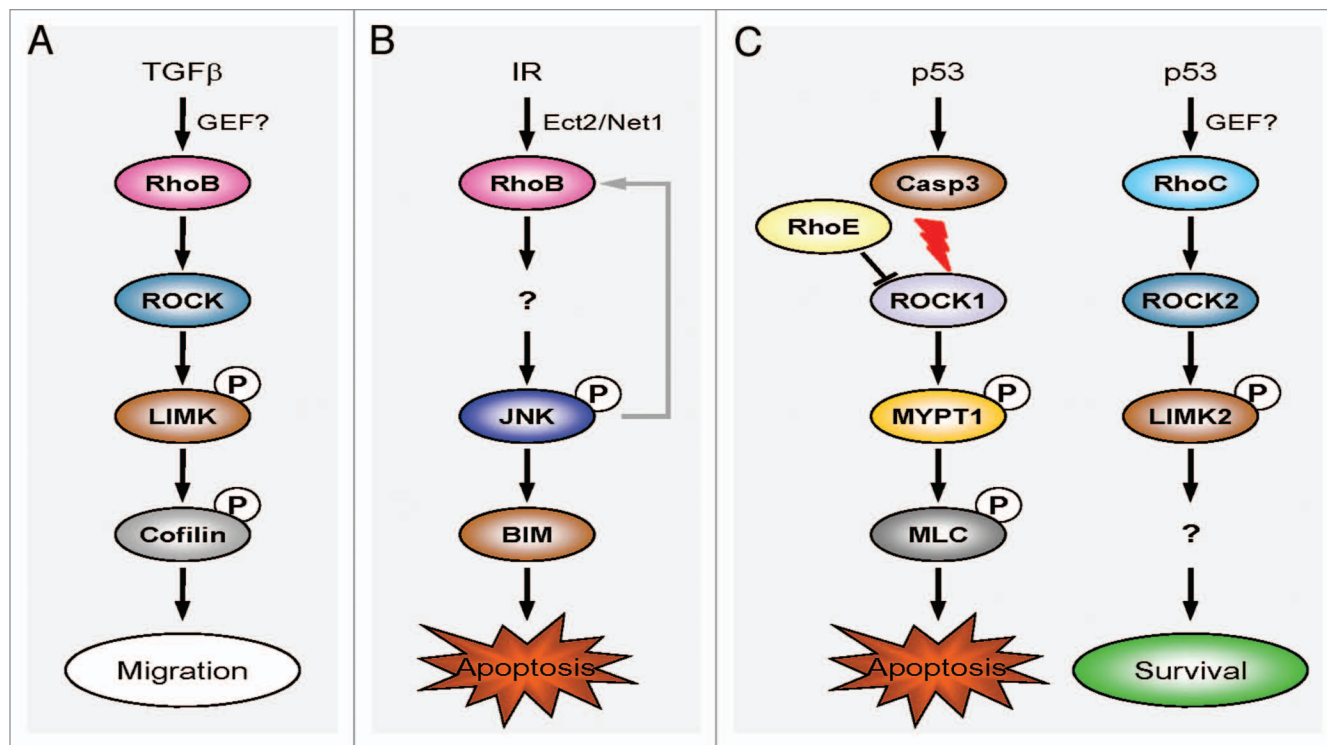 A
TGFβ
GEF?
RhoB
ROCK
P
LIMK
P
Cofilin
Migration
B
IR
Ect2/Net1
RhoB
?
P
JNK
BIM
Apoptosis
C
p53
Casp3
RhoE
ROCK1
P
MYPT1
P
MLC
Apoptosis
p53
GEF?
RhoC
ROCK2
P
LIMK2
?
Survival